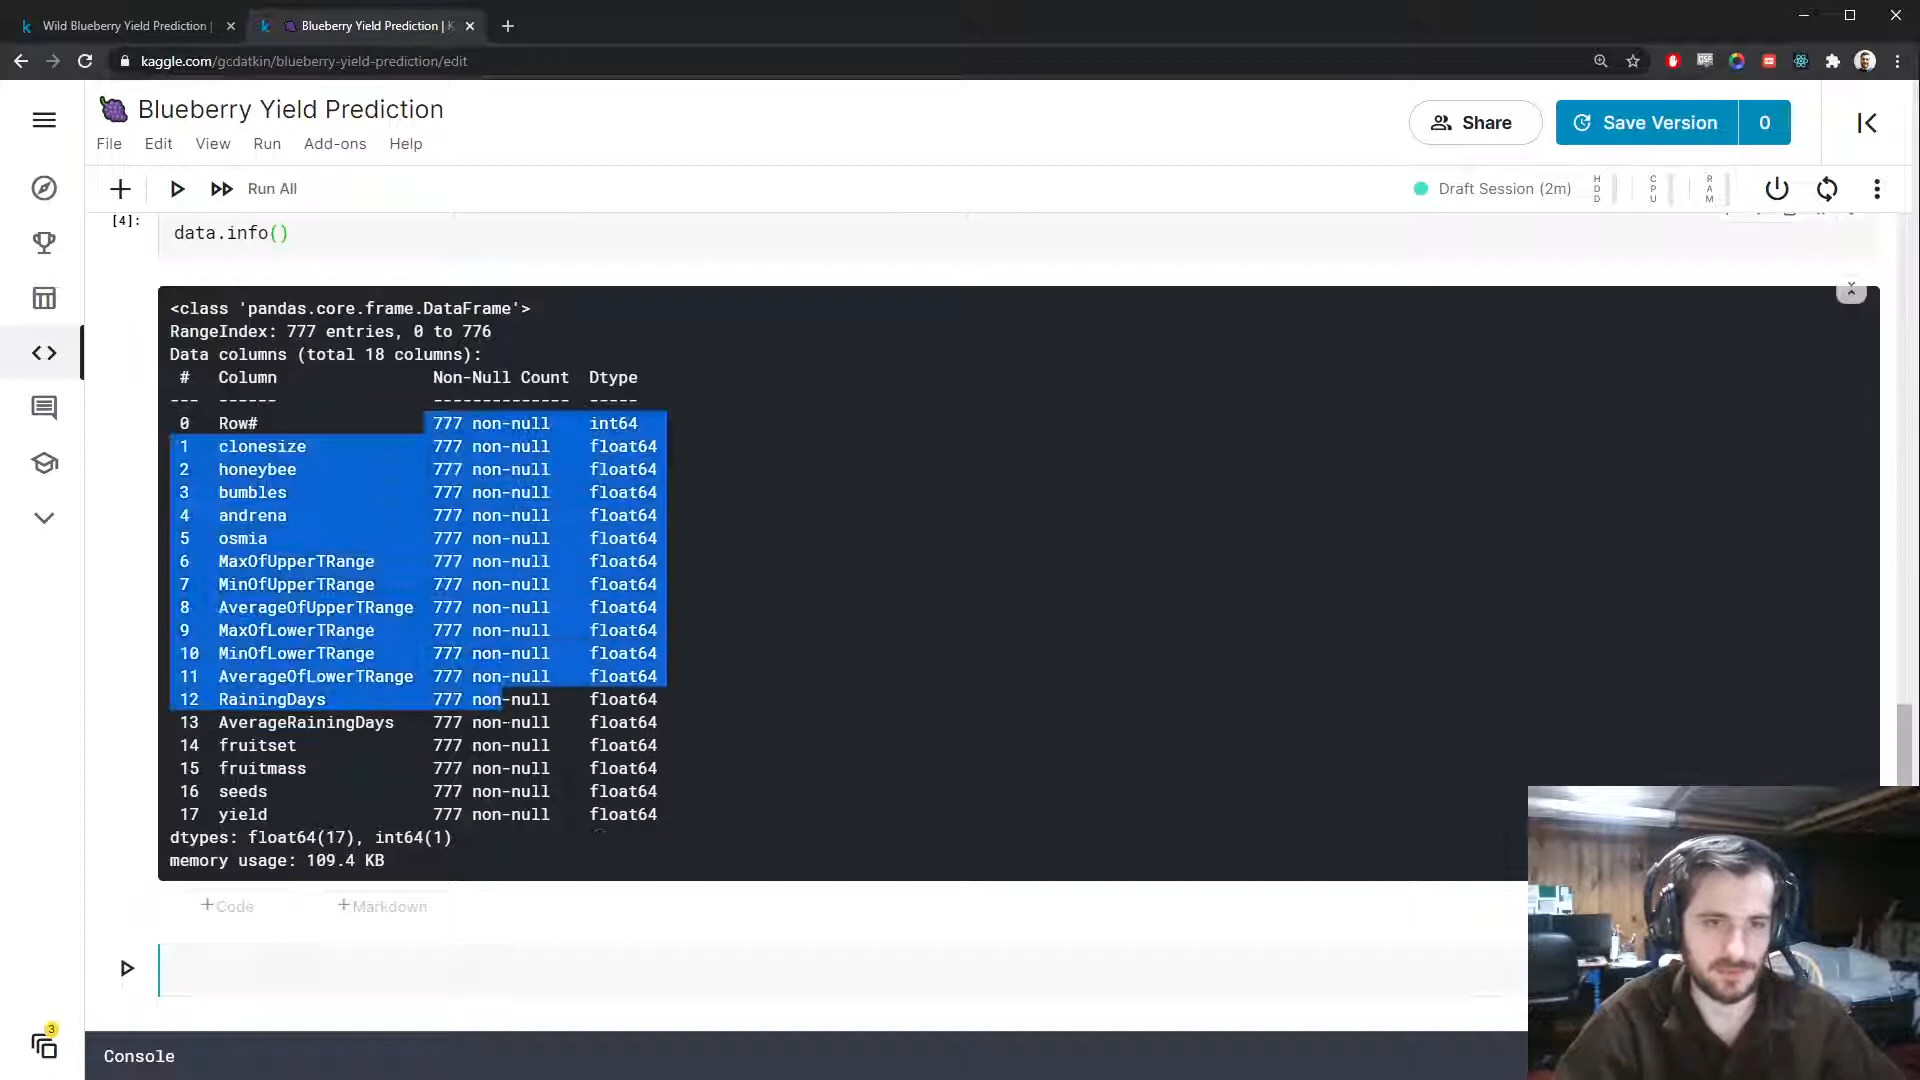 Wild Blueberry Yield Prediction |
Blueberry Yield Prediction | K
kaggle.com/gcdatkin/blueberry-yield-prediction/edit
Blueberry Yield Prediction
File Edit View Run Add-ons Help
Share
Save Version 0
Run All
Draft Session (2m)
HDD
CPU
RAM
[4]:
data.info()
<class 'pandas.core.frame.DataFrame'>
RangeIndex: 777 entries, 0 to 776
Data columns (total 18 columns):
# Column Non-Null Count Dtype
--- ------ -------------- -----
0 Row# 777 non-null int64
1 clonesize 777 non-null float64
2 honeybee 777 non-null float64
3 bumbles 777 non-null float64
4 andrena 777 non-null float64
5 osmia 777 non-null float64
6 MaxOfUpperTRange 777 non-null float64
7 MinOfUpperTRange 777 non-null float64
8 AverageOfUpperTRange 777 non-null float64
9 MaxOfLowerTRange 777 non-null float64
10 MinOfLowerTRange 777 non-null float64
11 AverageOfLowerTRange 777 non-null float64
12 RainingDays 777 non-null float64
13 AverageRainingDays 777 non-null float64
14 fruitset 777 non-null float64
15 fruitmass 777 non-null float64
16 seeds 777 non-null float64
17 yield 777 non-null float64
dtypes: float64(17), int64(1)
memory usage: 109.4 KB
+Code +Markdown
3
Console